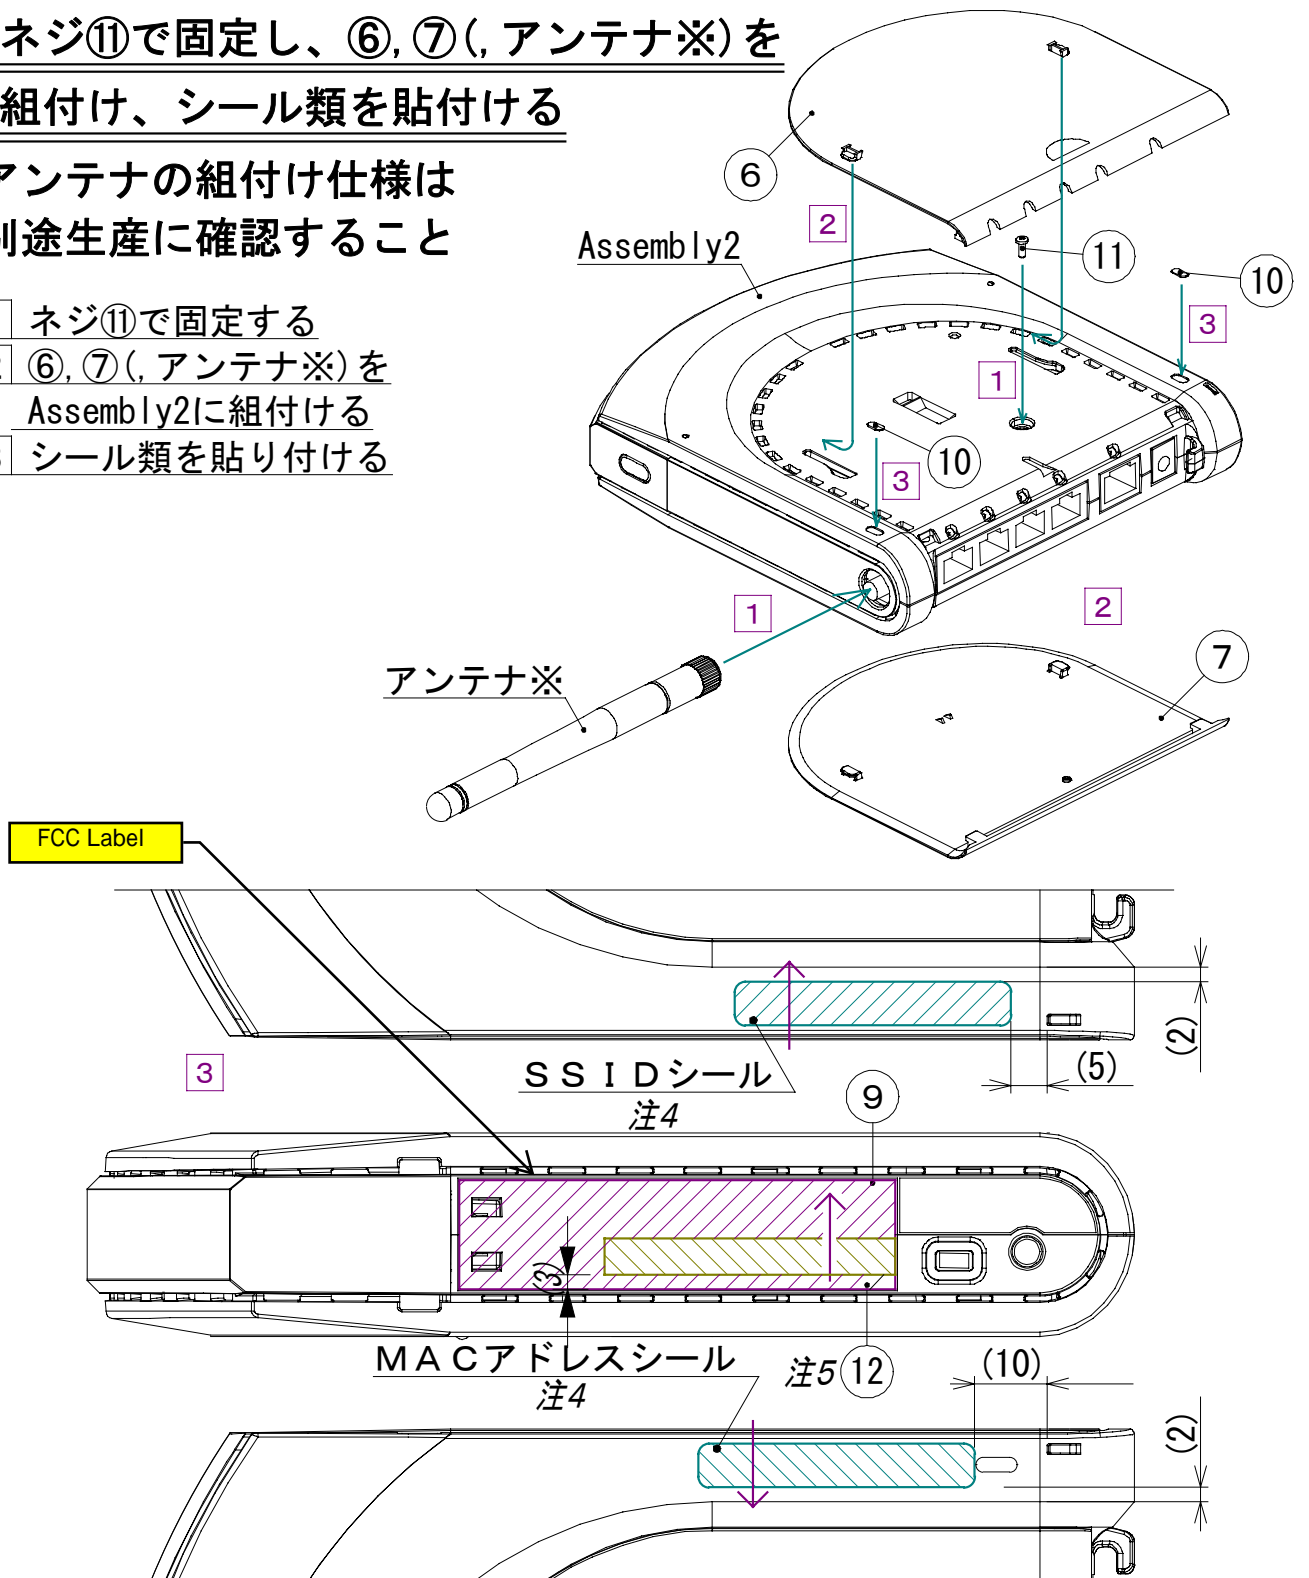 ネジ⑪で固定し、⑥,⑦(,アンテナ※)を
組付け、シール類を貼付ける
アンテナの組付け仕様は
別途生産に確認すること
ネジ⑪で固定する
⑥,⑦(,アンテナ※)を
Assembly2に組付ける
シール類を貼り付ける
6
2
Assembly2
11
10
3
1
10
3
1
2
アンテナ※
7
FCC Label
(2)
(5)
3
SSIDシール
注4
9
(3)
MACアドレスシール
注4
注5 12
(10)
(2)